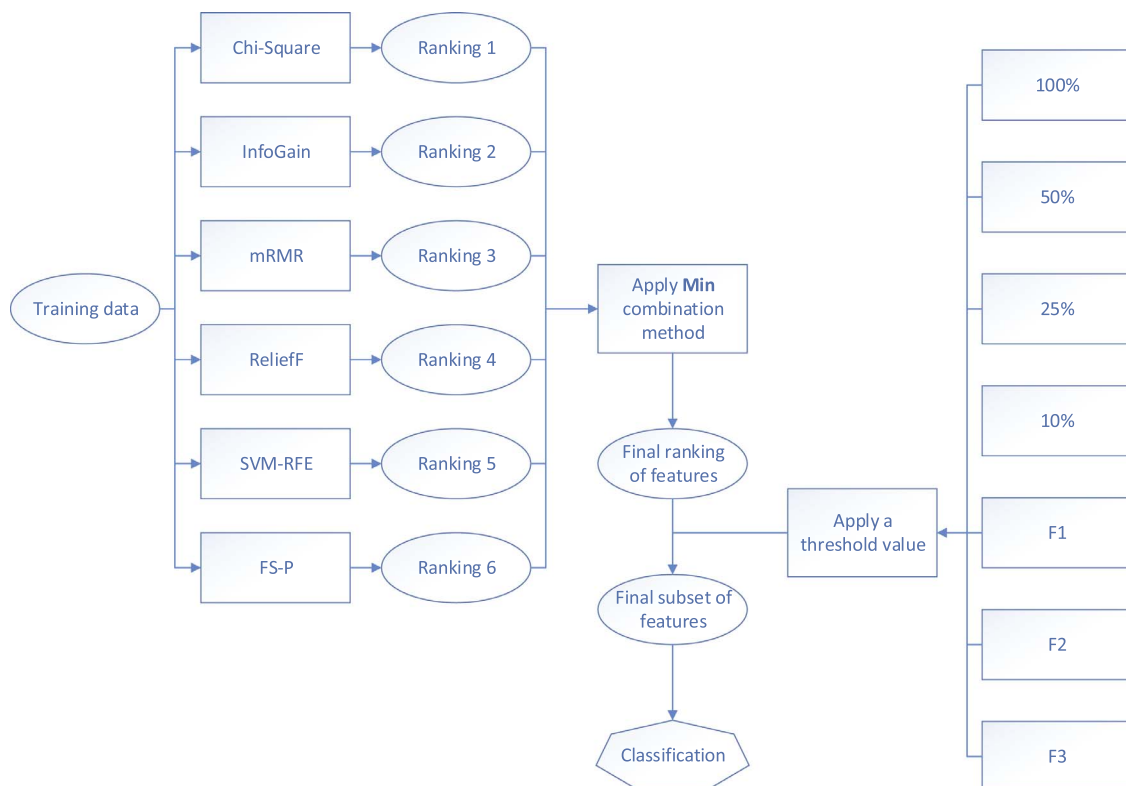 Training data
Chi-Square
Ranking 1
InfoGain
Ranking 2
mRMR
Ranking 3
ReliefF
Ranking 4
SVM-RFE
Ranking 5
FS-P
Ranking 6
Apply Min
combination
method
Final ranking
of features
Apply a
threshold value
100%
50%
25%
10%
F1
F2
F3
Final subset of
features
Classification